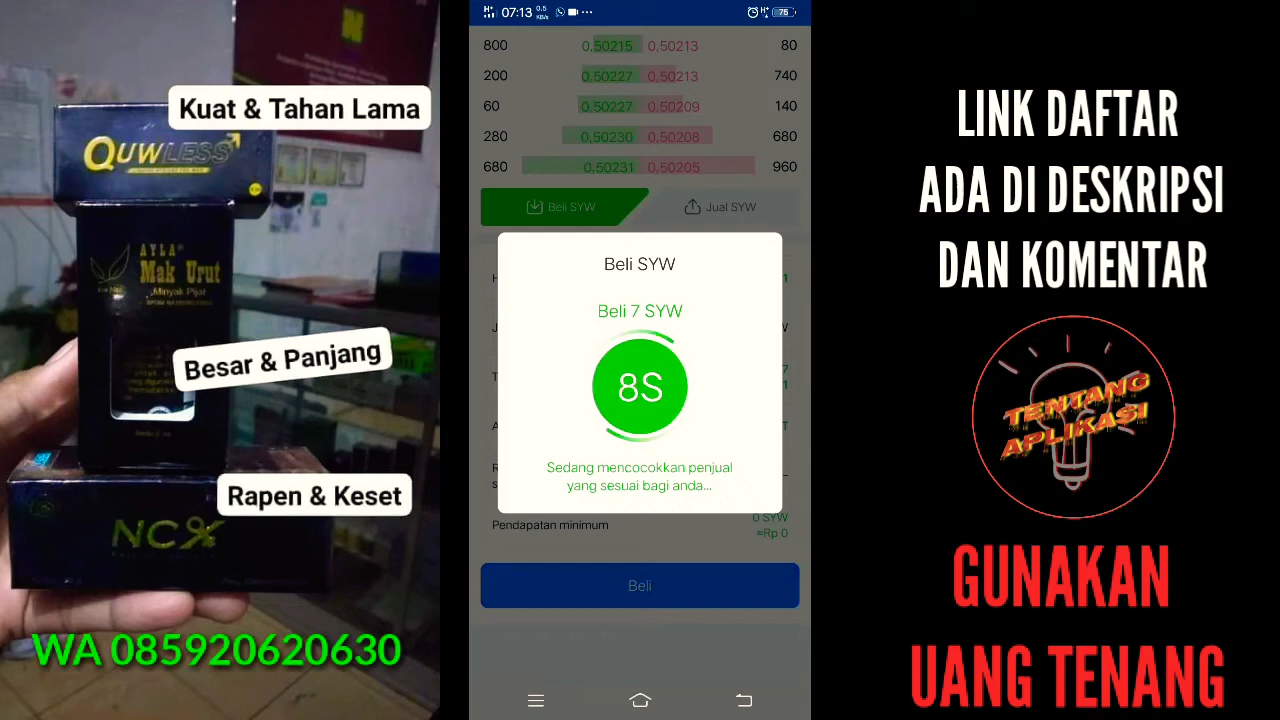 Kuat & Tahan Lama
QUWLESS
AYLA®
Mak Urut
Minyak Pijat
Besar & Panjang
Rapen & Keset
NCX
WA 085920620630
07:13
0.5
KB/s
75
800 0,50215 0,50213 80
200 0,50227 0,50213 740
60 0,50227 0,50209 140
280 0,50230 0,50208 680
680 0,50231 0,50205 960
Beli SYW
Jual SYW
Beli SYW
Beli 7 SYW
8S
Sedang mencocokkan penjual
yang sesuai bagi anda...
Pendapatan minimum
0 SYW
≈Rp 0
Beli
LINK DAFTAR
ADA DI DESKRIPSI
DAN KOMENTAR
TENTANG
APLIKASI
GUNAKAN
UANG TENANG